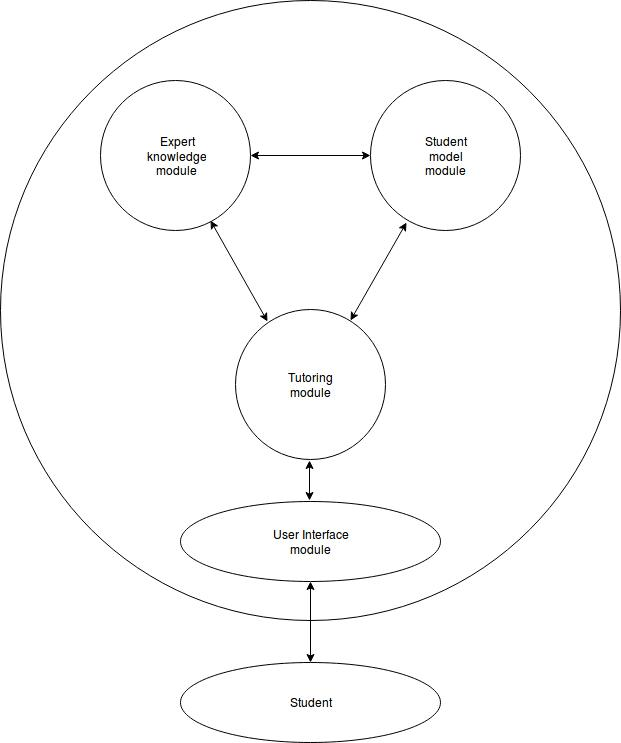 Expert
knowledge
module
Student
model
module
Tutoring
module
User Interface
module
Student